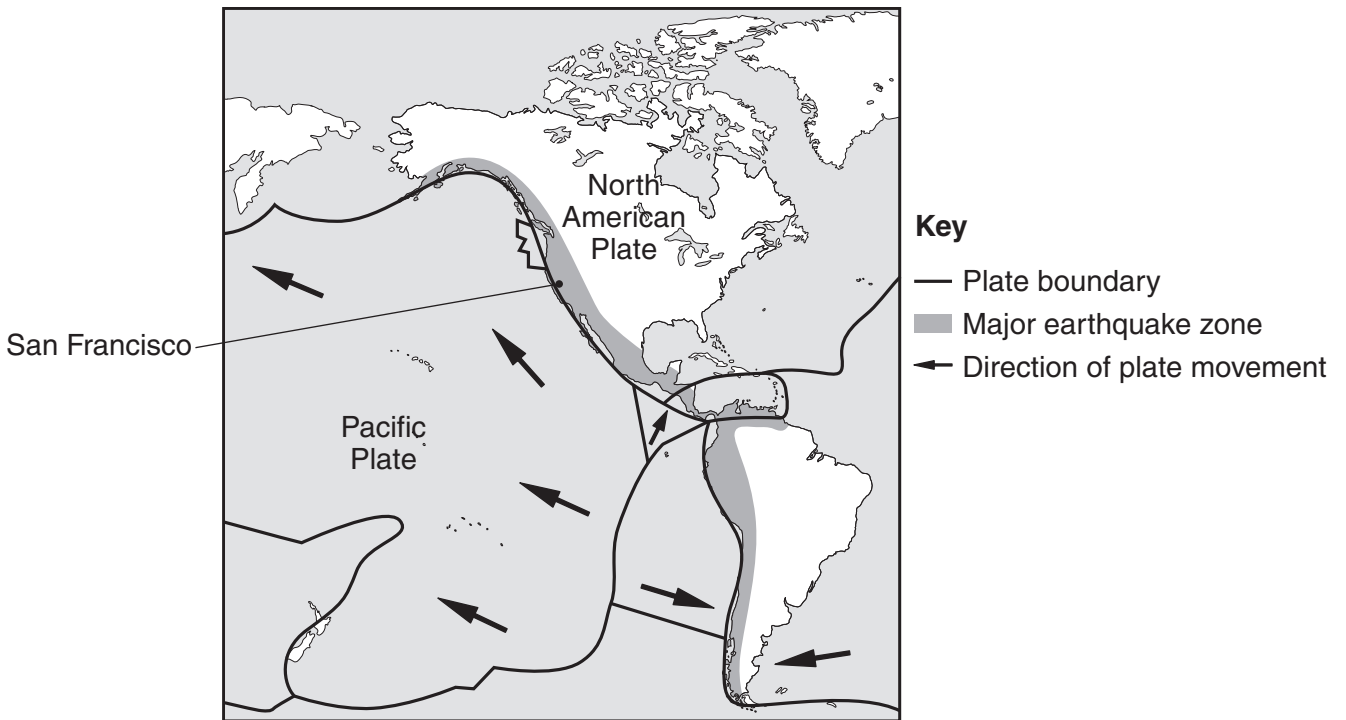 North
American
Plate
San Francisco
Pacific
Plate
Key
Plate boundary
Major earthquake zone
Direction of plate movement